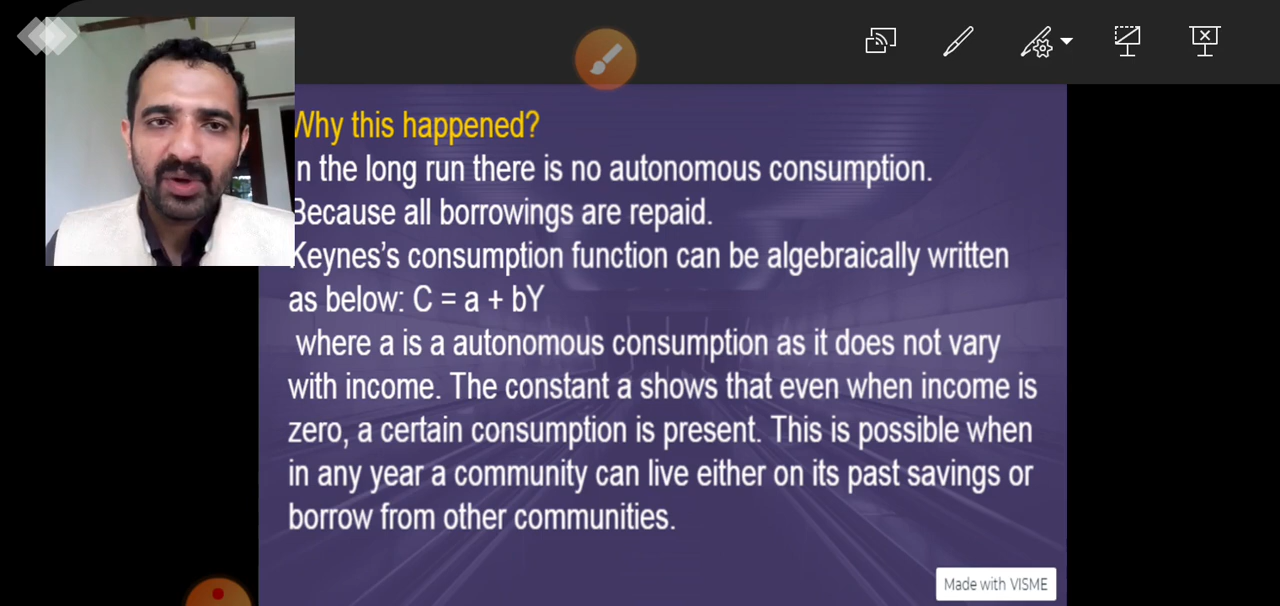 Why this happened?
n the long run there is no autonomous consumption.
Because all borrowings are repaid.
Keynes's consumption function can be algebraically written
as below: C = a + bY
where a is a autonomous consumption as it does not vary
with income. The constant a shows that even when income is
zero, a certain consumption is present. This is possible when
in any year a community can live either on its past savings or
borrow from other communities.
Made with VISME